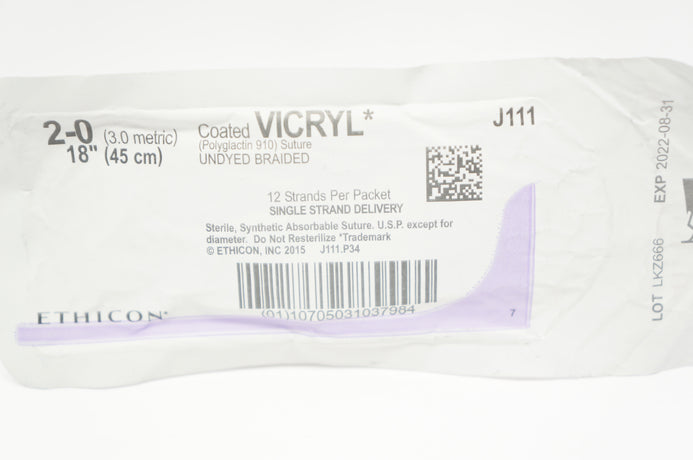 2-0 (3.0 metric)
18" (45 cm)
Coated VICRYL*
(Polyglactin 910) Suture
UNDYED BRAIDED
J111
12 Strands Per Packet
SINGLE STRAND DELIVERY
Sterile, Synthetic Absorbable Suture. U.S.P. except for
diameter. Do Not Resterilize *Trademark
© ETHICON, INC 2015 J111.P34
(01)10705031037984
ETHICON*
7
LOT LKZ666 EXP 2022-08-31